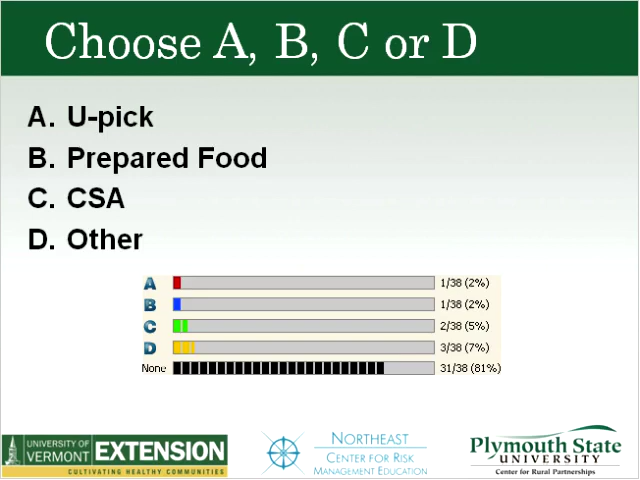 Choose A, B, C or D
A. U-pick
B. Prepared Food
C. CSA
D. Other
A 1/38 (2%)
B 1/38 (2%)
C 2/38 (5%)
D 3/38 (7%)
None 31/38 (81%)
UNIVERSITY OF
VERMONT EXTENSION
CULTIVATING HEALTHY COMMUNITIES
NORTHEAST
CENTER FOR RISK
MANAGEMENT EDUCATION
Plymouth State
UNIVERSITY
Center for Rural Partnerships